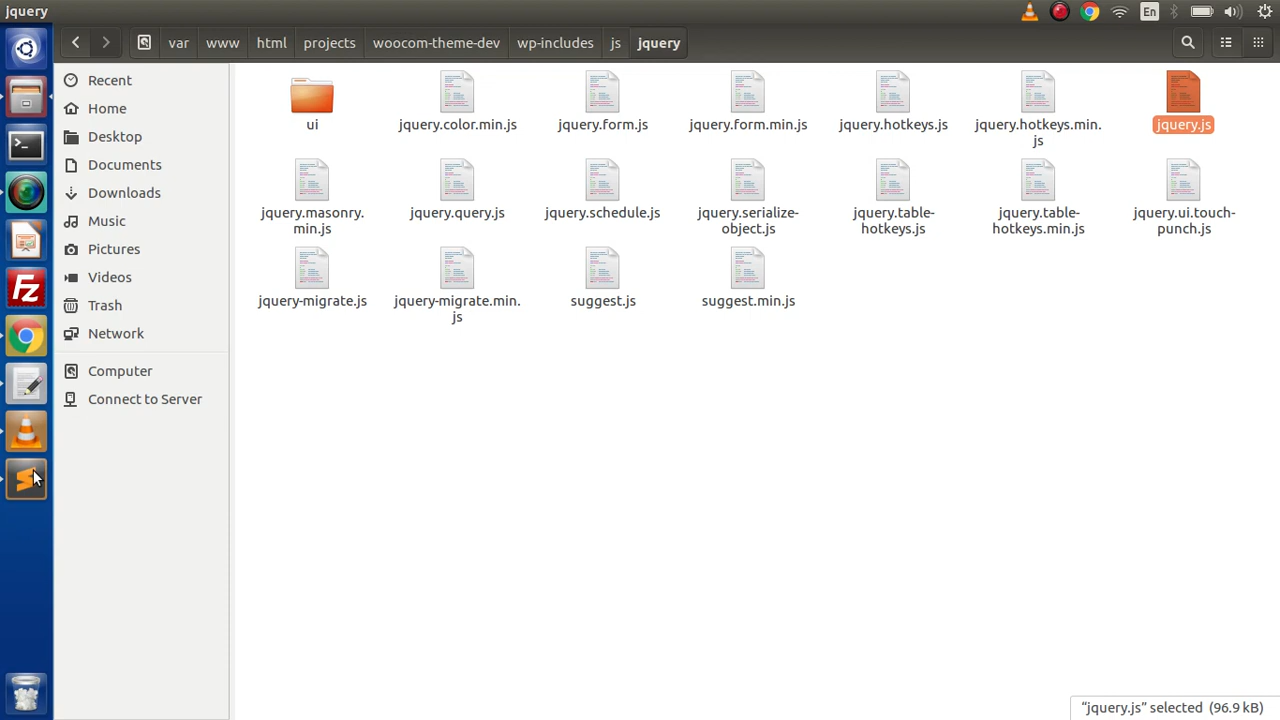 jquery
En
var
www
html
projects
woocom-theme-dev
wp-includes
js
jquery
Recent
Home
Desktop
Documents
Downloads
Music
Pictures
Videos
Trash
Network
Computer
Connect to Server
ui
jquery.color.min.js
jquery.form.js
jquery.form.min.js
jquery.hotkeys.js
jquery.hotkeys.min.
js
jquery.js
jquery.masonry.
min.js
jquery.query.js
jquery.schedule.js
jquery.serialize-
object.js
jquery.table-
hotkeys.js
jquery.table-
hotkeys.min.js
jquery.ui.touch-
punch.js
jquery-migrate.js
jquery-migrate.min.
js
suggest.js
suggest.min.js
Fz
"jquery.js" selected (96.9 kB)